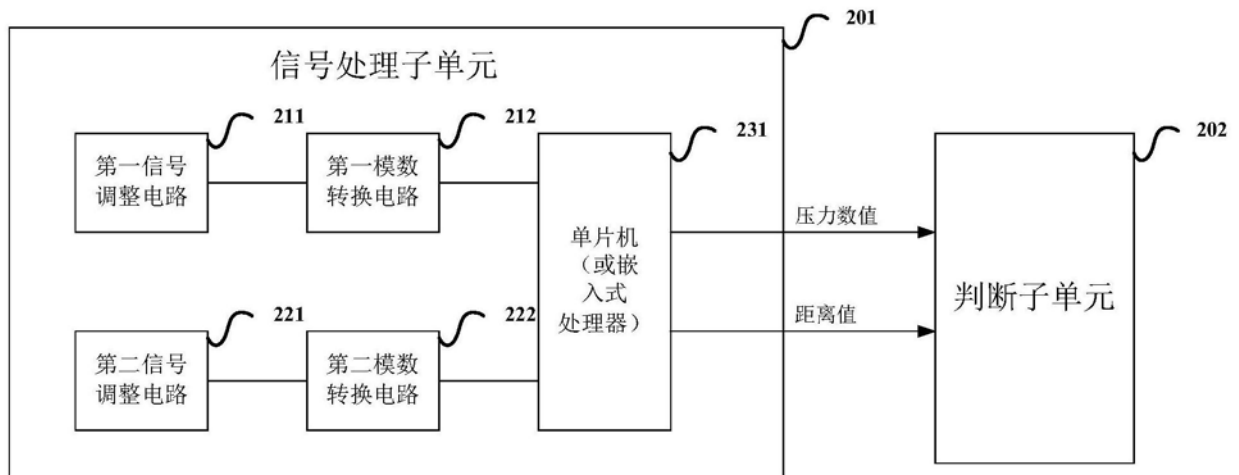 201
信号处理子单元
211
212
231
202
第一信号
调整电路
第一模数
转换电路
单片机
（或嵌
入式
处理器）
压力数值
距离值
判断子单元
221
222
第二信号
调整电路
第二模数
转换电路